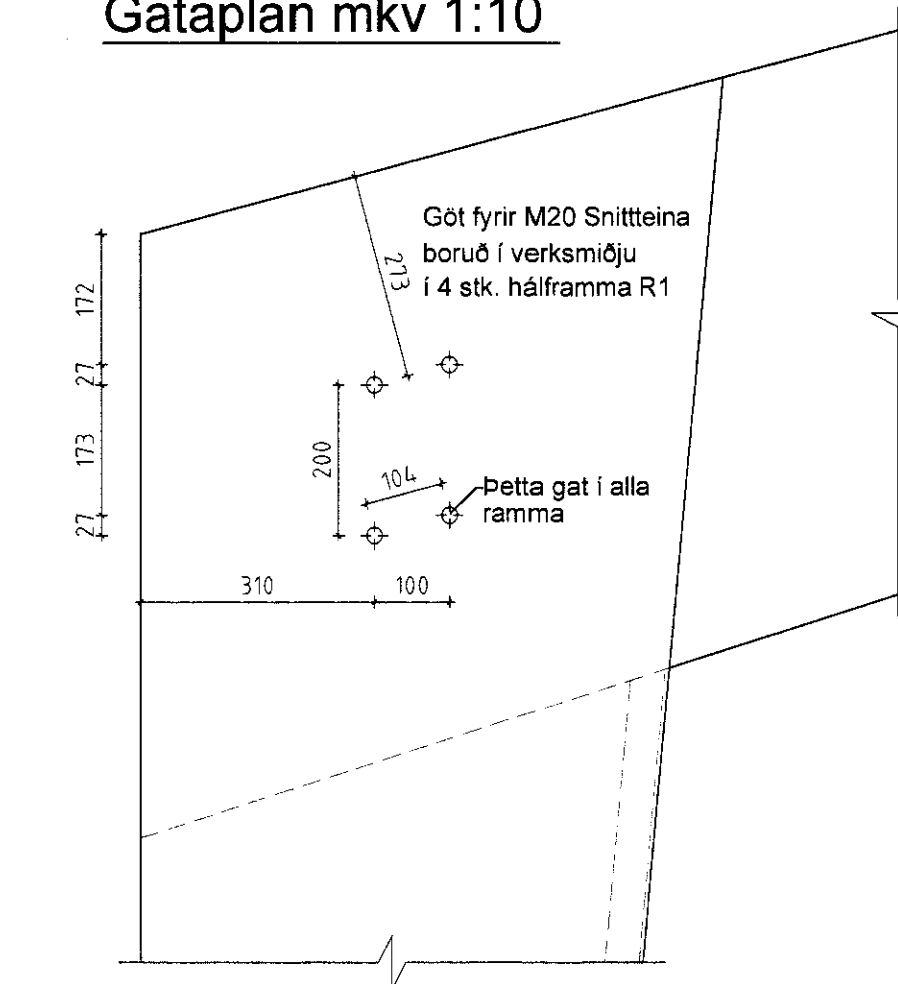 Gataplan mkv 1:10
Göt fyrir M20 Snittteina
boruð í verksmiðju
í 4 stk. hálframma R1
273
172
27
173
27
200
104
Þetta gat í alla
ramma
310
100